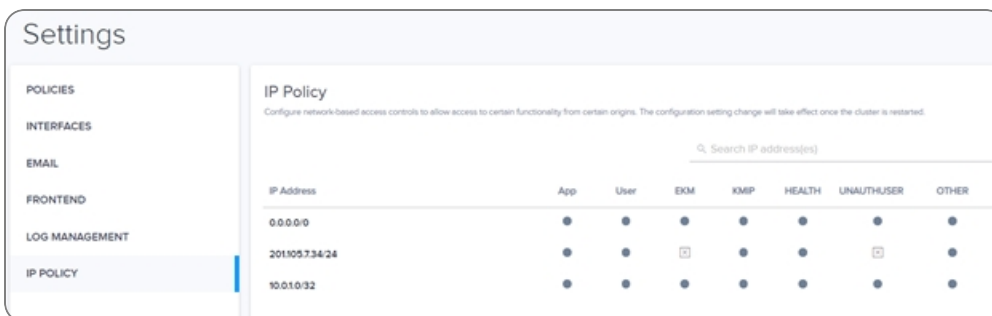 Settings
POLICIES
INTERFACES
EMAIL
FRONTEND
LOG MANAGEMENT
IP POLICY
IP Policy
Configure network-based access controls to allow access to certain functionality from certain origins. The configuration setting change will take effect once the cluster is restarted.
Search IP address(es)
IP Address App User EKM KMIP HEALTH UNAUTHUSER OTHER
0.0.0.0/0
201.105.7.34/24
10.0.1.0/32